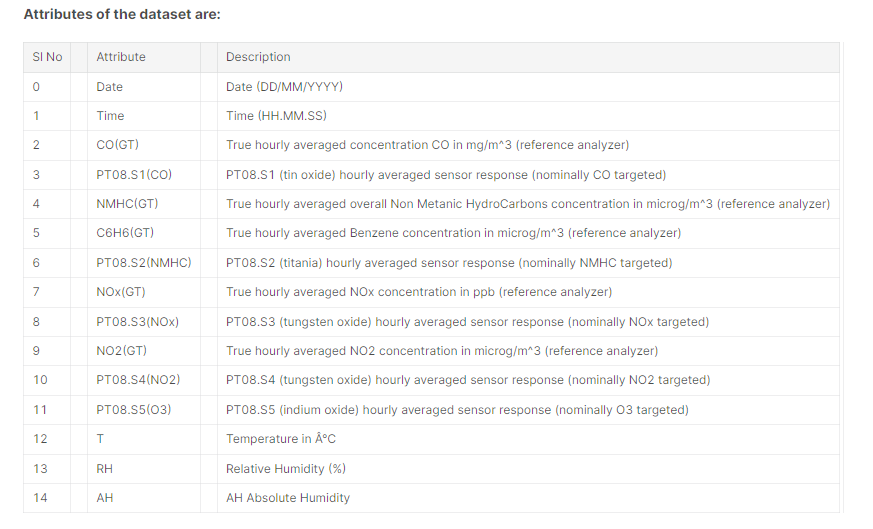 Attributes of the dataset are:
Sl No Attribute Description
0 Date Date (DD/MM/YYYY)
1 Time Time (HH.MM.SS)
2 CO(GT) True hourly averaged concentration CO in mg/m^3 (reference analyzer)
3 PT08.S1(CO) PT08.S1 (tin oxide) hourly averaged sensor response (nominally CO targeted)
4 NMHC(GT) True hourly averaged overall Non Metanic HydroCarbons concentration in microg/m^3 (reference analyzer)
5 C6H6(GT) True hourly averaged Benzene concentration in microg/m^3 (reference analyzer)
6 PT08.S2(NMHC) PT08.S2 (titania) hourly averaged sensor response (nominally NMHC targeted)
7 NOx(GT) True hourly averaged NOx concentration in ppb (reference analyzer)
8 PT08.S3(NOx) PT08.S3 (tungsten oxide) hourly averaged sensor response (nominally NOx targeted)
9 NO2(GT) True hourly averaged NO2 concentration in microg/m^3 (reference analyzer)
10 PT08.S4(NO2) PT08.S4 (tungsten oxide) hourly averaged sensor response (nominally NO2 targeted)
11 PT08.S5(O3) PT08.S5 (indium oxide) hourly averaged sensor response (nominally O3 targeted)
12 T Temperature in Â°C
13 RH Relative Humidity (%)
14 AH AH Absolute Humidity